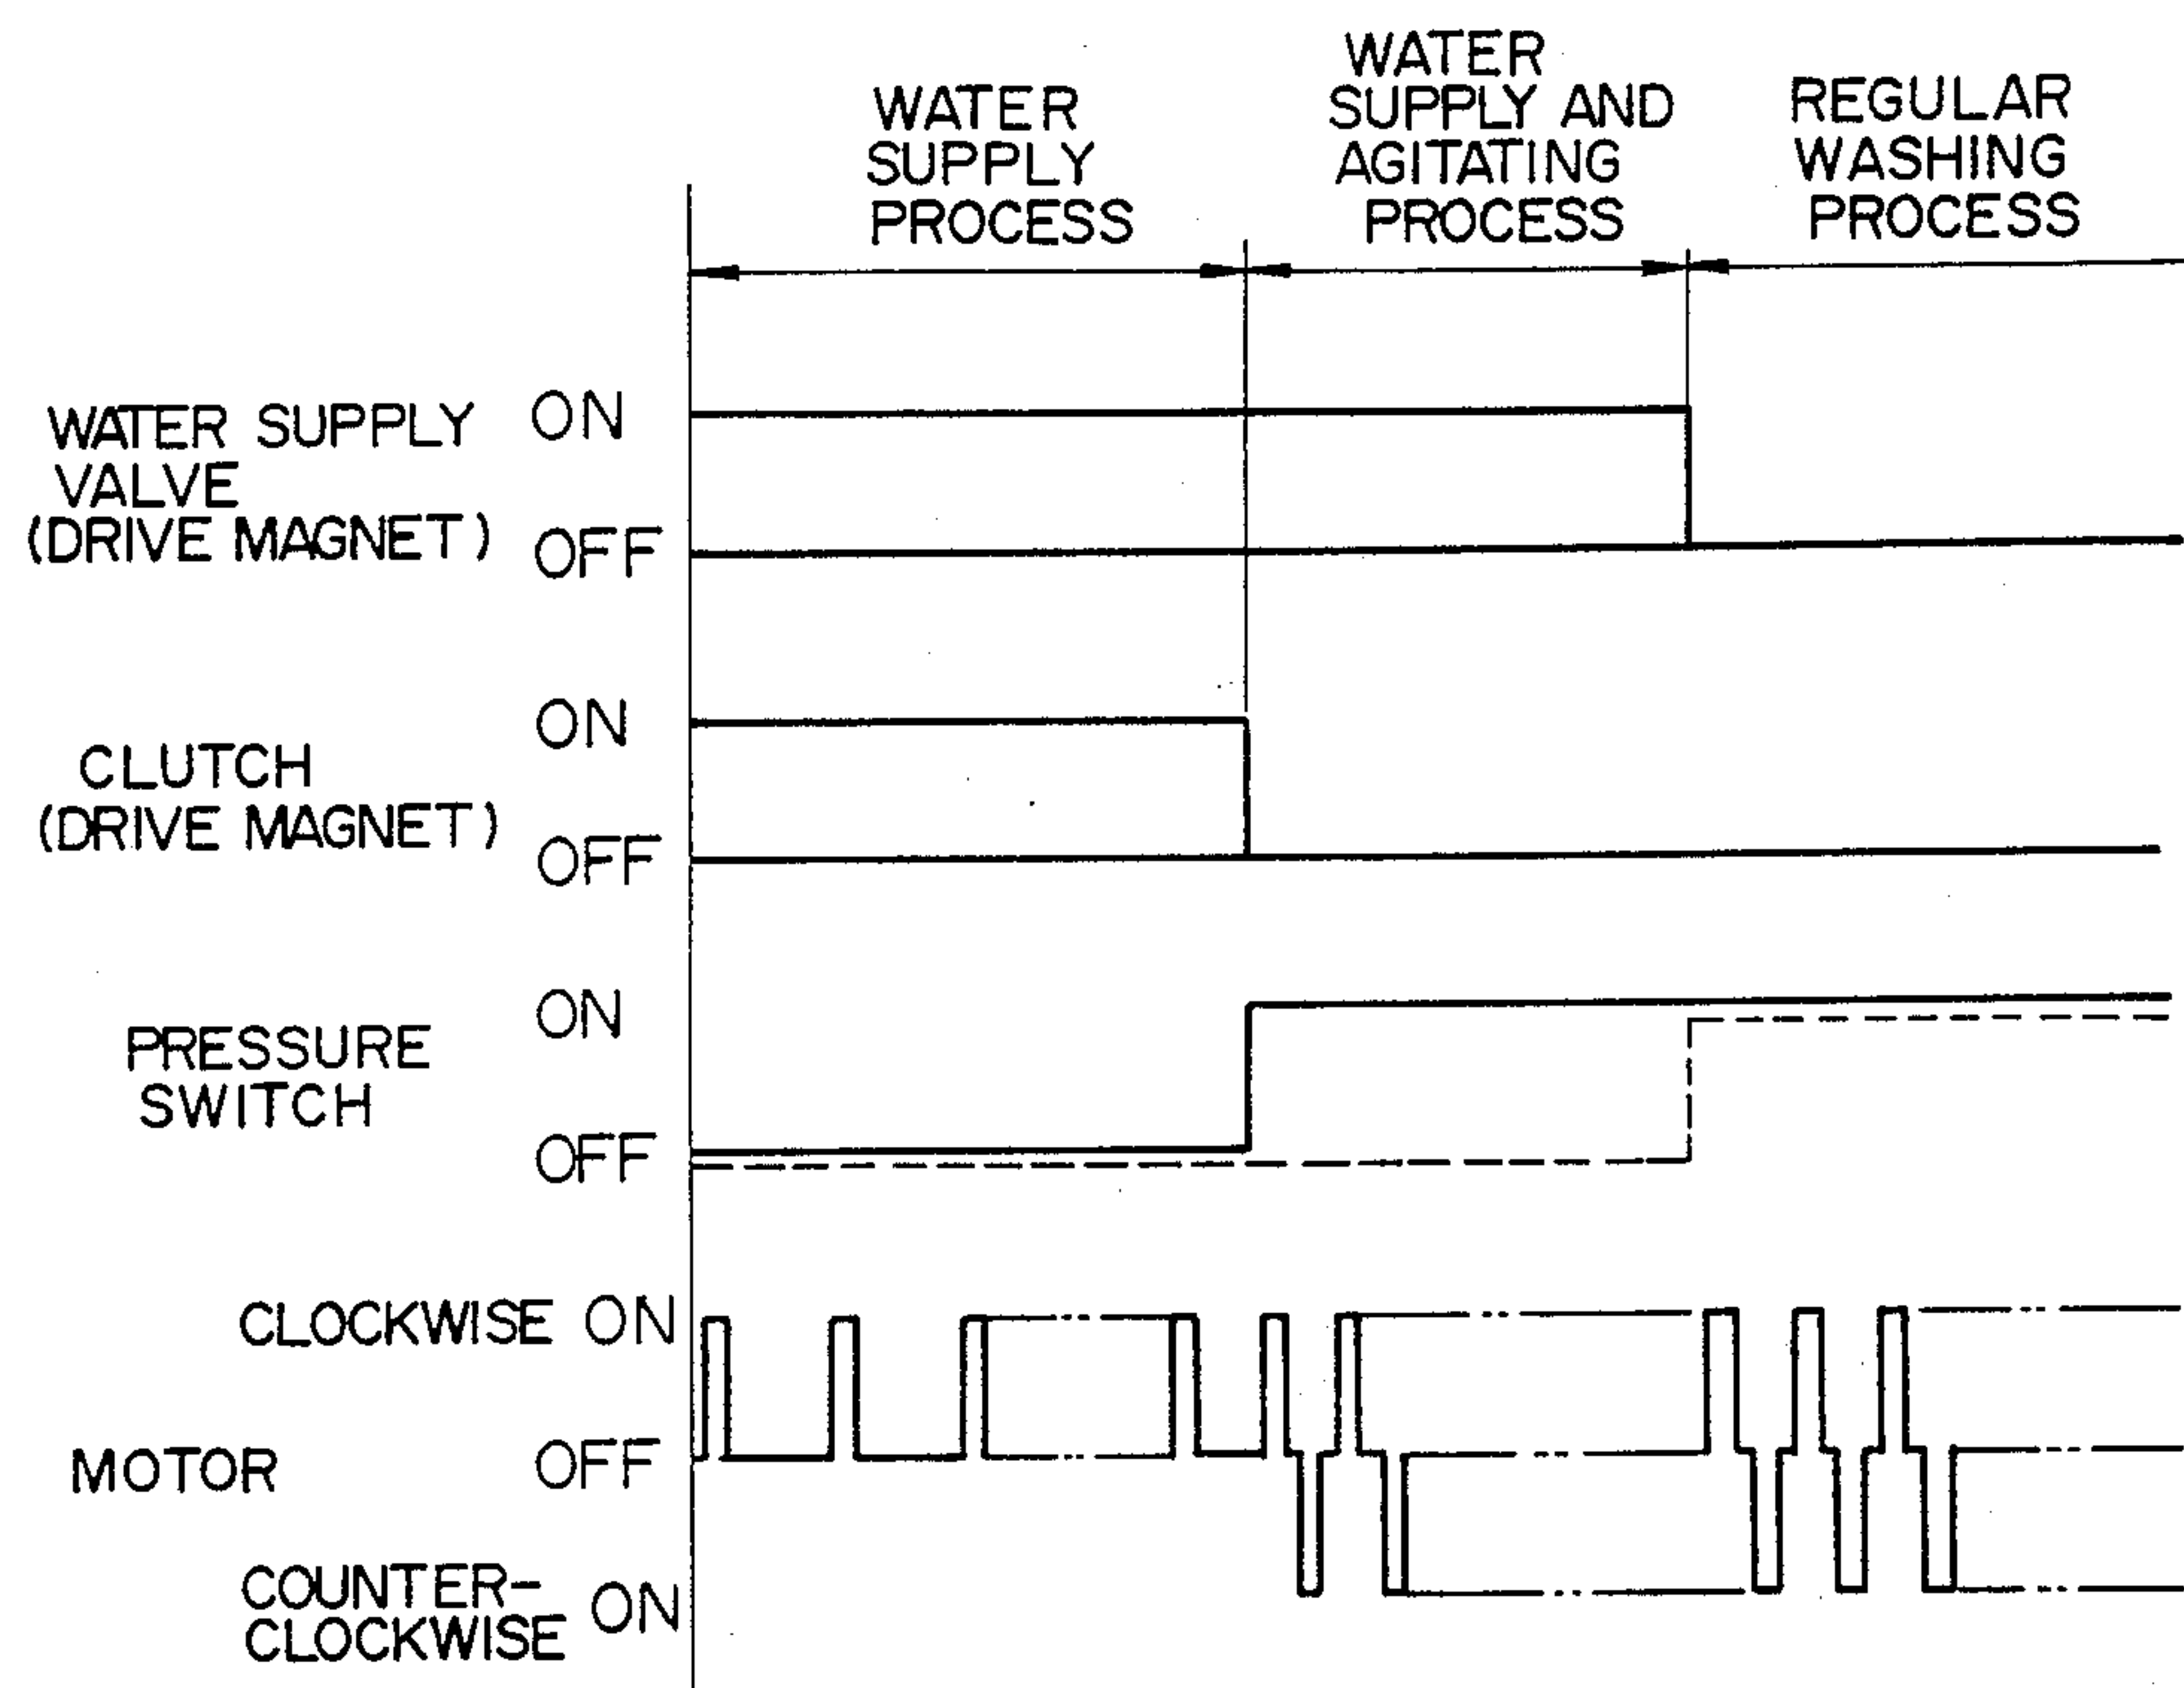 WATER
SUPPLY
PROCESS
WATER
SUPPLY AND
AGITATING
PROCESS
REGULAR
WASHING
PROCESS
WATER SUPPLY
VALVE
(DRIVE MAGNET)
ON
OFF
CLUTCH
(DRIVE MAGNET)
ON
OFF
PRESSURE
SWITCH
ON
OFF
CLOCKWISE ON
MOTOR OFF
COUNTER-
CLOCKWISE ON